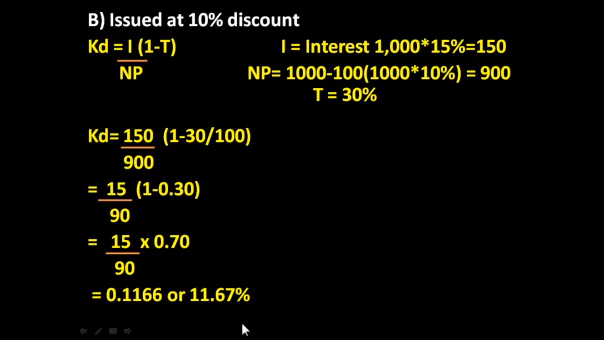 B) Issued at 10% discount
Kd = I (1-T) I = Interest 1,000*15%=150
NP NP= 1000-100(1000*10%) = 900
T = 30%
Kd= 150 (1-30/100)
900
= 15 (1-0.30)
90
= 15 x 0.70
90
= 0.1166 or 11.67%